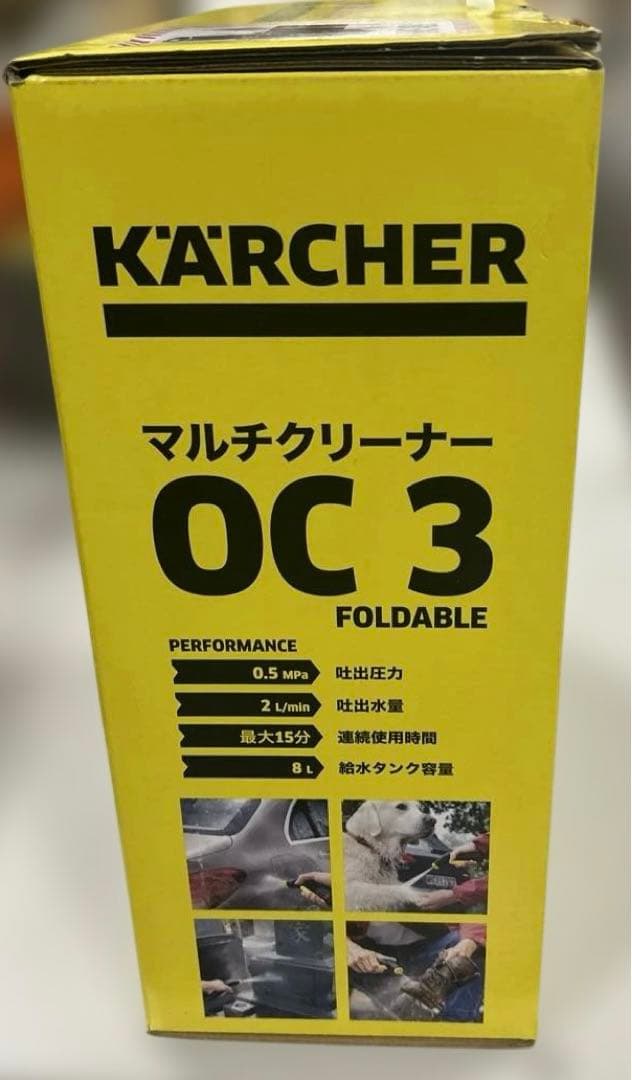 KÄRCHER
マルチクリーナー
OC 3
FOLDABLE
PERFORMANCE
0.5 MPa 吐出圧力
2 L/min 吐出水量
最大15分 連続使用時間
8 L 給水タンク容量